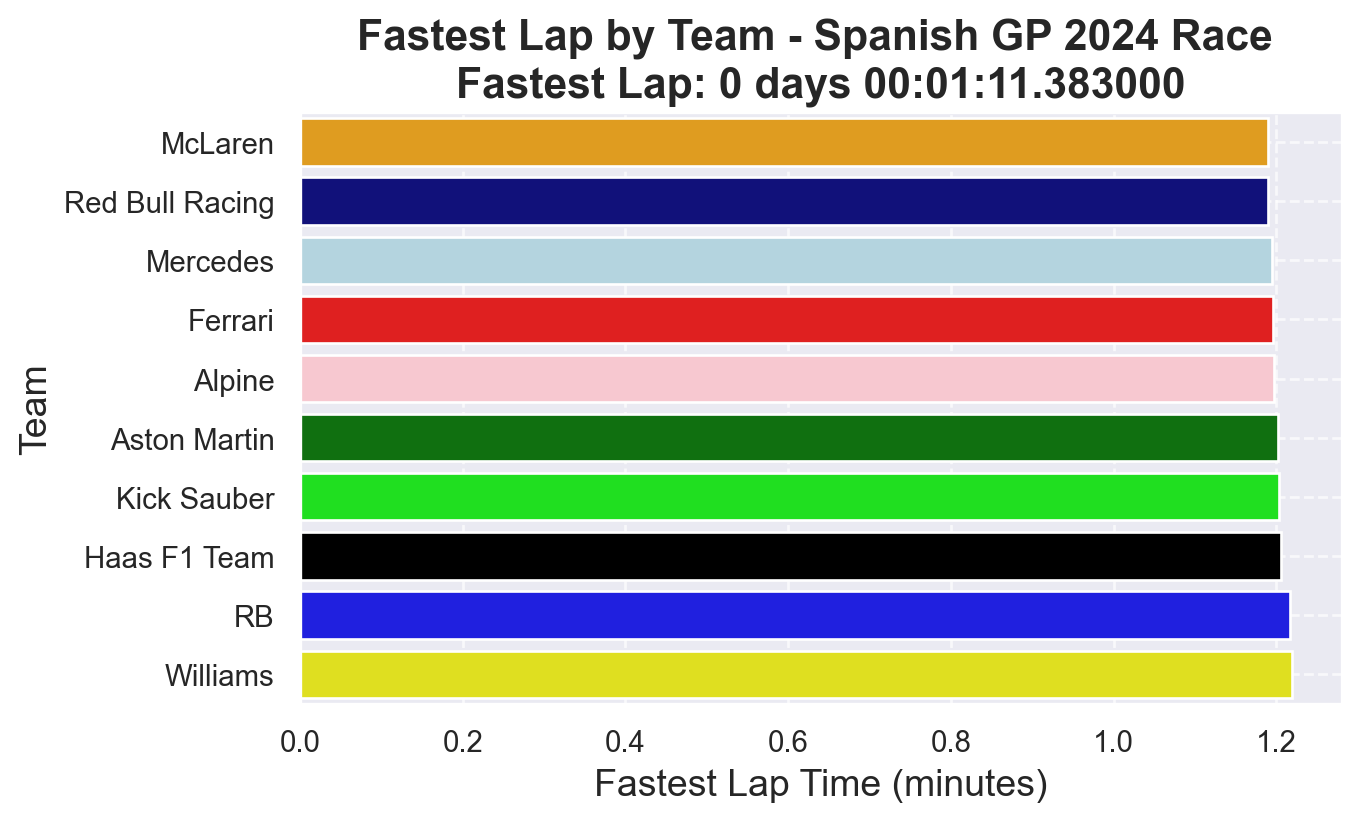 Fastest Lap by Team - Spanish GP 2024 Race
Fastest Lap: 0 days 00:01:11.383000
McLaren
Red Bull Racing
Mercedes
Ferrari
Alpine
Aston Martin
Kick Sauber
Haas F1 Team
RB
Williams
Team
0.0 0.2 0.4 0.6 0.8 1.0 1.2
Fastest Lap Time (minutes)